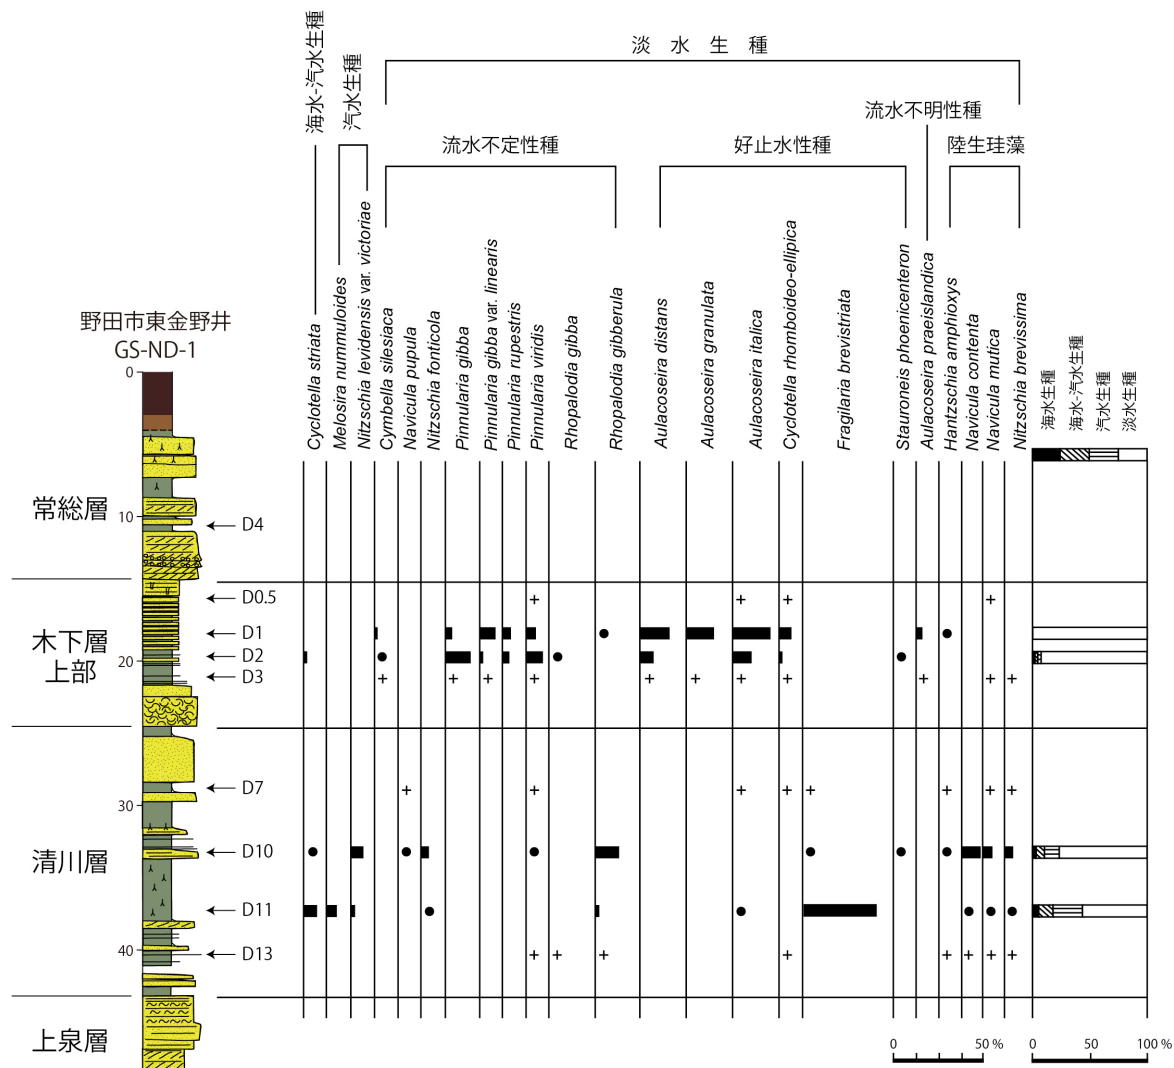 淡 水 生 種
海水-汽水生種
汽水生種
流水不明性種
流水不定性種
好止水性種
陸生珪藻
Cyclotella striata
Melosira nummuloides
Nitzschia levidensis var. victoriae
Cymbella silesiaca
Navicula pupula
Nitzschia fonticola
Pinnularia gibba
Pinnularia gibba var. linearis
Pinnularia rupestris
Pinnularia viridis
Rhopalodia gibba
Rhopalodia gibberula
Aulacoseira distans
Aulacoseira granulata
Aulacoseira italica
Cyclotella rhomboideo-ellipica
Fragilaria brevistriata
Stauroneis phoenicenteron
Aulacoseira praeislandica
Hantzschia amphioxys
Navicula contenta
Navicula mutica
Nitzschia brevissima
海水生種
海水-汽水生種
汽水生種
淡水生種
野田市東金野井
GS-ND-1
0
常総層
10
D4
D0.5
木下層
上部
D1
D2
20
D3
D7
30
清川層
D10
D11
40
D13
上泉層
0 50 %
0 50 100 %